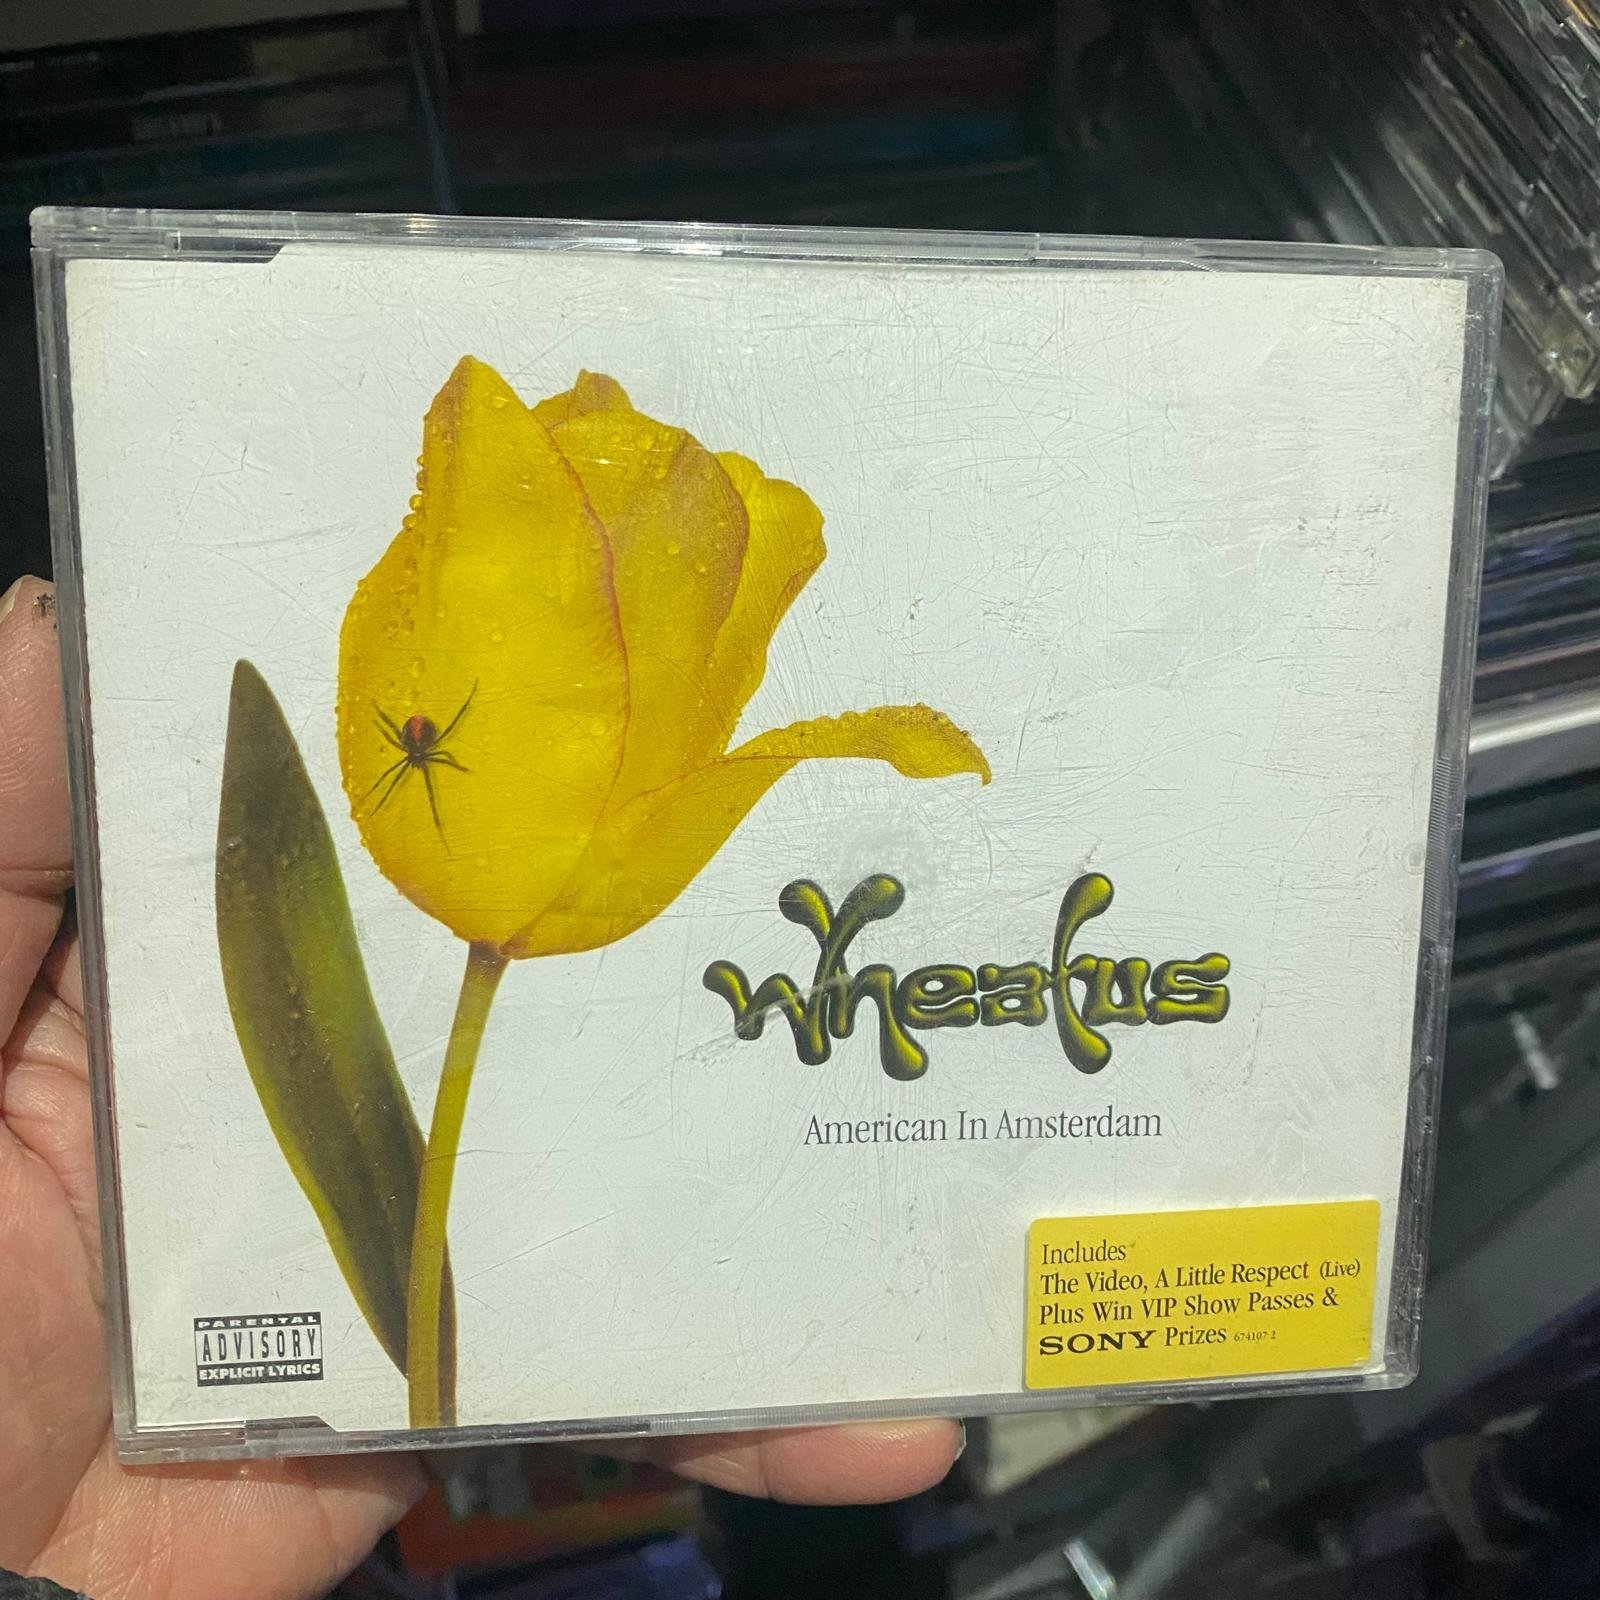 wheatus
American In Amsterdam
Includes
The Video, A Little Respect (Live)
Plus Win VIP Show Passes &
SONY Prizes 674107 2
PARENTAL
ADVISORY
EXPLICIT LYRICS